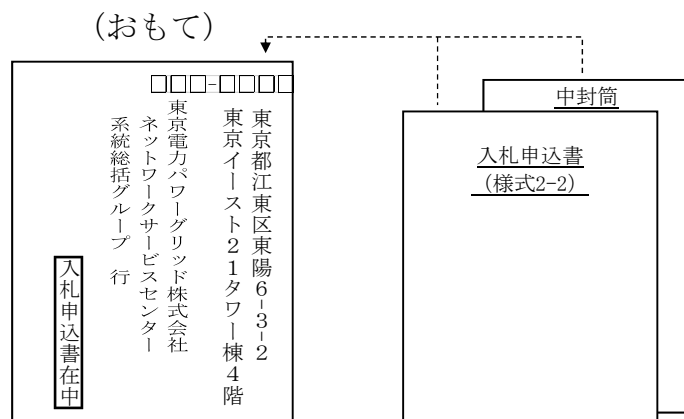 (おもて)
□□□-□□□□
東京都江東区東陽6-3-2
東京イースト21タワー棟4階
東京電力パワーグリッド株式会社
ネットワークサービスセンター
系統総括グループ 行
入札申込書在中
中封筒
入札申込書
(様式2-2)